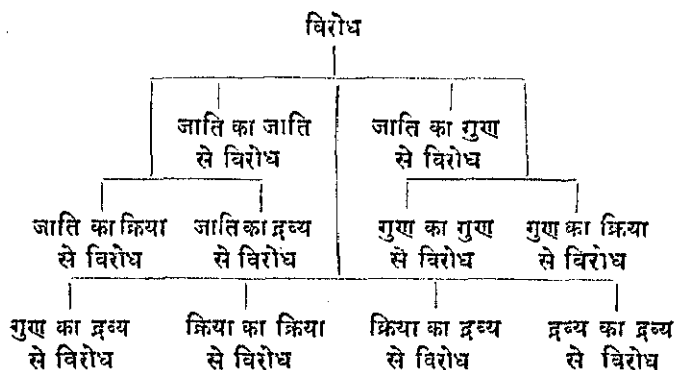 विरोध
जाति का जाति जाति का गुण
से विरोध से विरोध
जाति का क्रिया जाति का द्रव्य गुण का गुण गुण का क्रिया
से विरोध से विरोध से विरोध से विरोध
गुण का द्रव्य क्रिया का क्रिया क्रिया का द्रव्य द्रव्य का द्रव्य
से विरोध से विरोध से विरोध से विरोध